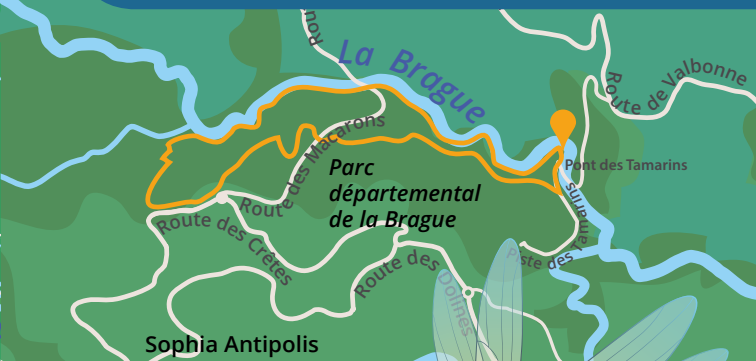 Rou
La Brague
Route de Valbonne
Route des Macarons
Pont des Tamarins
Parc
départemental
de la Brague
Route des Crêtes
Piste des Tamarins
Route des Dolines
Sophia Antipolis